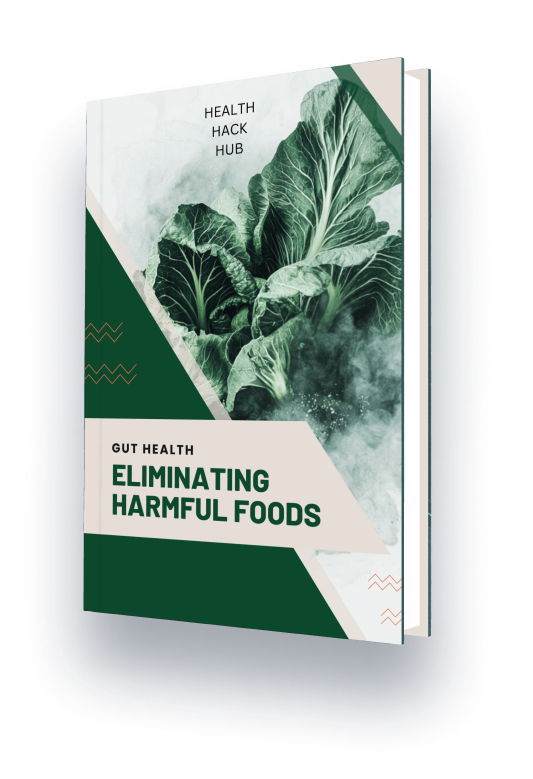 HEALTH
HACK
HUB
GUT HEALTH
ELIMINATING
HARMFUL FOODS